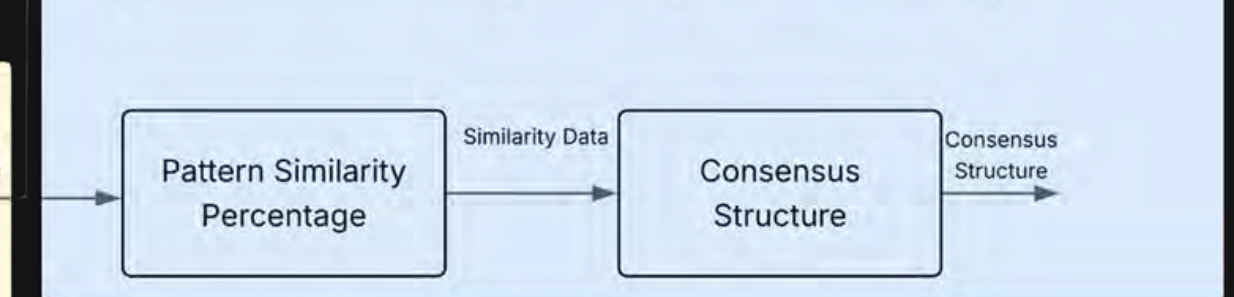 Pattern Similarity
Percentage
Similarity Data
Consensus
Structure
Consensus
Structure